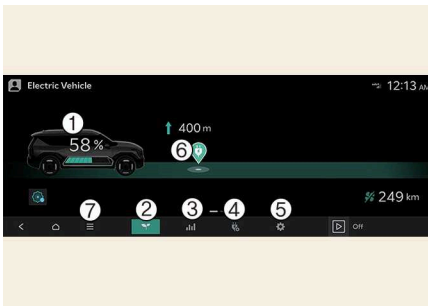 Electric Vehicle
12:13 AM
①
58 %
400 m
⑥
249 km
⑦
②
③
④
⑤
Off